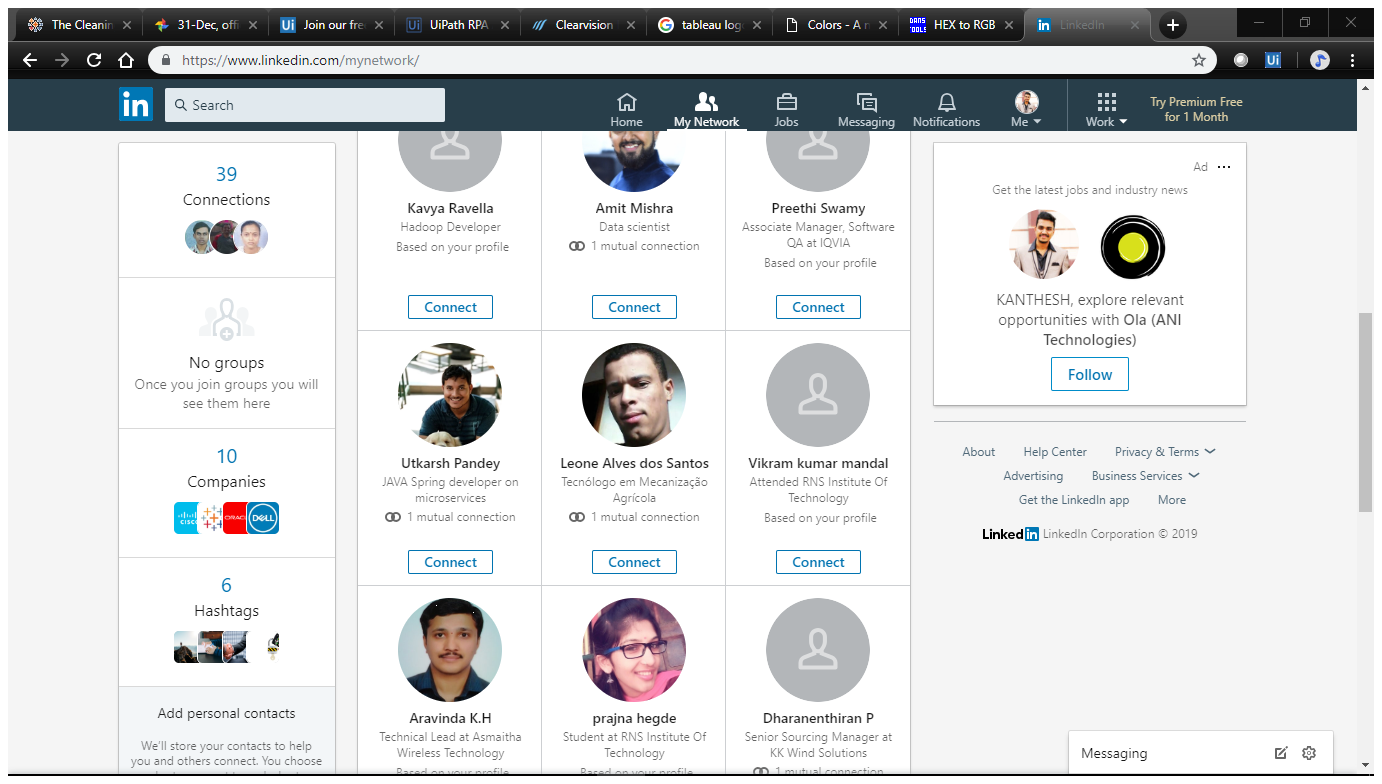 The Cleanin
31-Dec, offi
Join our fre
UiPath RPA
Clearvision
tableau log
Colors - A n
HEX to RGB
LinkedIn
https://www.linkedin.com/mynetwork/
Ui
in
Search
Home
My Network
Jobs
Messaging
Notifications
Me
Work
Try Premium Free
for 1 Month
39
Connections
No groups
Once you join groups you will
see them here
10
Companies
CISCO
ORACL
DELL
6
Hashtags
Add personal contacts
We'll store your contacts to help
you and others connect. You choose
Kavya Ravella
Hadoop Developer
Based on your profile
Connect
Amit Mishra
Data scientist
1 mutual connection
Connect
Preethi Swamy
Associate Manager, Software
QA at IQVIA
Based on your profile
Connect
Utkarsh Pandey
JAVA Spring developer on
microservices
1 mutual connection
Connect
Leone Alves dos Santos
Tecnólogo em Mecanização
Agrícola
1 mutual connection
Connect
Vikram kumar mandal
Attended RNS Institute Of
Technology
Based on your profile
Connect
Aravinda K.H
Technical Lead at Asmaitha
Wireless Technology
Based on your profile
prajna hegde
Student at RNS Institute Of
Technology
Based on your profile
Dharanenthiran P
Senior Sourcing Manager at
KK Wind Solutions
1 mutual connection
Ad
Get the latest jobs and industry news
KANTHESH, explore relevant
opportunities with Ola (ANI
Technologies)
Follow
About
Help Center
Privacy & Terms
Advertising
Business Services
Get the LinkedIn app
More
LinkedIn LinkedIn Corporation © 2019
Messaging